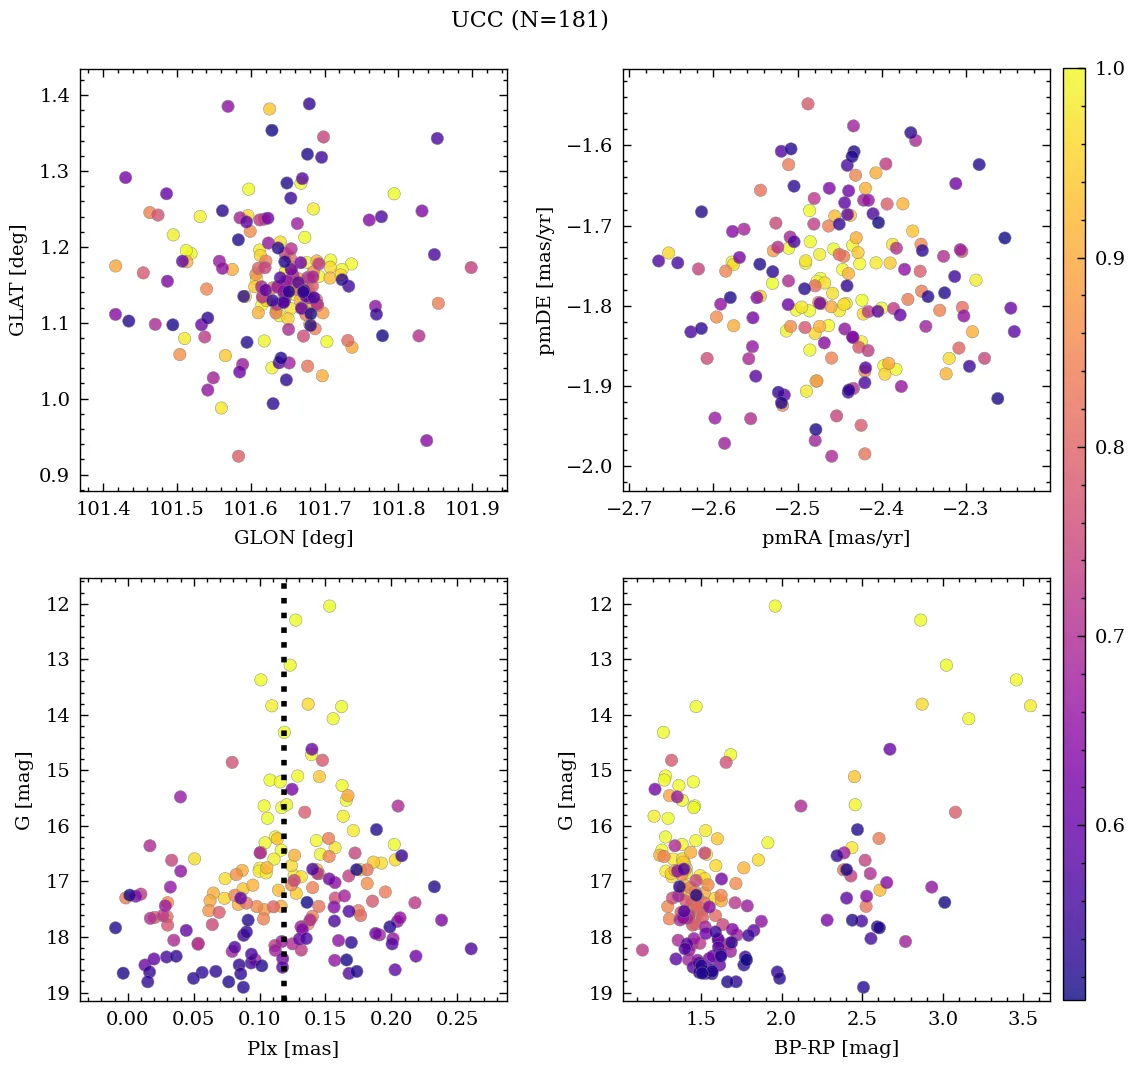 UCC (N=181)
1.4
1.3
1.2
1.1
1.0
0.9
GLAT [deg]
101.4 101.5 101.6 101.7 101.8 101.9
GLON [deg]
−1.6
−1.7
−1.8
−1.9
−2.0
pmDE [mas/yr]
−2.7 −2.6 −2.5 −2.4 −2.3
pmRA [mas/yr]
1.0
0.9
0.8
0.7
0.6
12
13
14
15
16
17
18
19
G [mag]
0.00 0.05 0.10 0.15 0.20 0.25
Plx [mas]
12
13
14
15
16
17
18
19
G [mag]
1.5 2.0 2.5 3.0 3.5
BP-RP [mag]